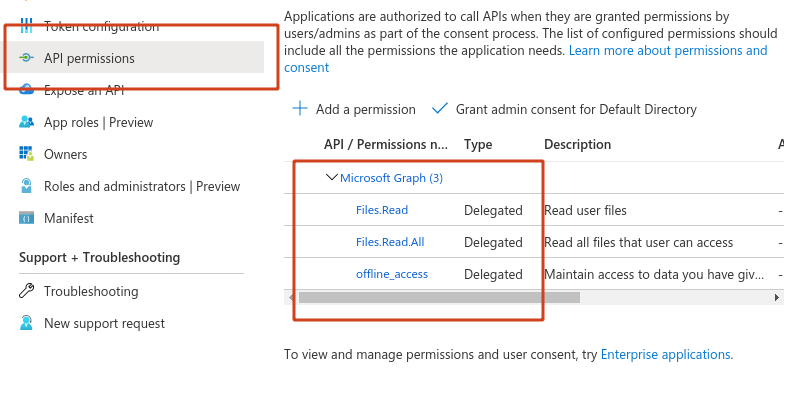 Token configuration
API permissions
Expose an API
App roles | Preview
Owners
Roles and administrators | Preview
Manifest
Support + Troubleshooting
Troubleshooting
New support request
Applications are authorized to call APIs when they are granted permissions by
users/admins as part of the consent process. The list of configured permissions should
include all the permissions the application needs. Learn more about permissions and
consent
Add a permission Grant admin consent for Default Directory
API / Permissions n... Type Description A
Microsoft Graph (3)
Files.Read Delegated Read user files -
Files.Read.All Delegated Read all files that user can access -
offline_access Delegated Maintain access to data you have giv... -
To view and manage permissions and user consent, try Enterprise applications.